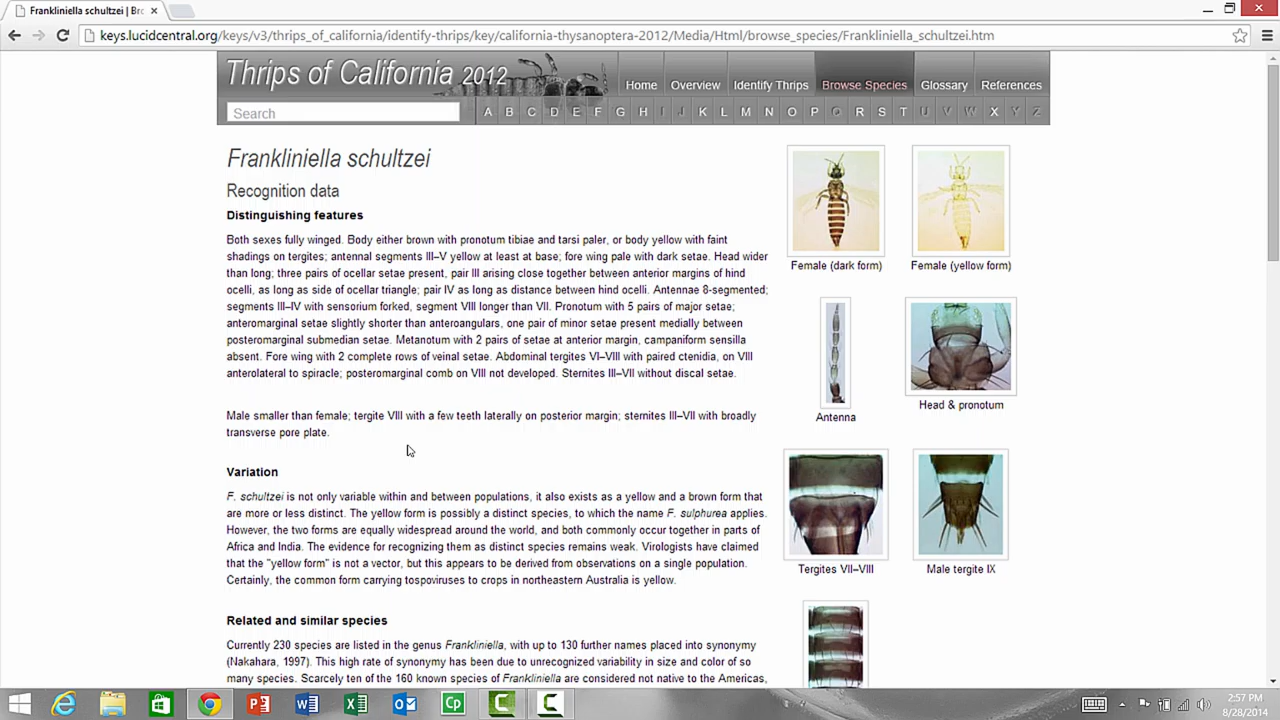 Frankliniella schultzei | Bro
keys.lucidcentral.org/keys/v3/thrips_of_california/identify-thrips/key/california-thysanoptera-2012/Media/Html/browse_species/Frankliniella_schultzei.htm
Thrips of California 2012
Home Overview Identify Thrips Browse Species Glossary References
Search
A B C D E F G H I J K L M N O P Q R S T U V W X Y Z
Frankliniella schultzei
Recognition data
Distinguishing features
Both sexes fully winged. Body either brown with pronotum tibiae and tarsi paler, or body yellow with faint
shadings on tergites; antennal segments III–V yellow at least at base; fore wing pale with dark setae. Head wider
than long; three pairs of ocellar setae present, pair III arising close together between anterior margins of hind
ocelli, as long as side of ocellar triangle; pair IV as long as distance between hind ocelli. Antennae 8-segmented;
segments III–IV with sensorium forked, segment VIII longer than VII. Pronotum with 5 pairs of major setae;
anteromarginal setae slightly shorter than anteroangulars, one pair of minor setae present medially between
posteromarginal submedian setae. Metanotum with 2 pairs of setae at anterior margin, campaniform sensilla
absent. Fore wing with 2 complete rows of veinal setae. Abdominal tergites VI–VIII with paired ctenidia, on VIII
anterolateral to spiracle; posteromarginal comb on VIII not developed. Sternites III–VII without discal setae.
Male smaller than female; tergite VIII with a few teeth laterally on posterior margin; sternites III–VII with broadly
transverse pore plate.
Variation
F. schultzei is not only variable within and between populations, it also exists as a yellow and a brown form that
are more or less distinct. The yellow form is possibly a distinct species, to which the name F. sulphurea applies.
However, the two forms are equally widespread around the world, and both commonly occur together in parts of
Africa and India. The evidence for recognizing them as distinct species remains weak. Virologists have claimed
that the "yellow form" is not a vector, but this appears to be derived from observations on a single population.
Certainly, the common form carrying tospoviruses to crops in northeastern Australia is yellow.
Related and similar species
Currently 230 species are listed in the genus Frankliniella, with up to 130 further names placed into synonymy
(Nakahara, 1997). This high rate of synonymy has been due to unrecognized variability in size and color of so
many species. Scarcely ten of the 160 known species of Frankliniella are considered not native to the Americas,
Female (dark form)
Female (yellow form)
Antenna
Head & pronotum
Tergites VII–VIII
Male tergite IX
2:57 PM
8/28/2014